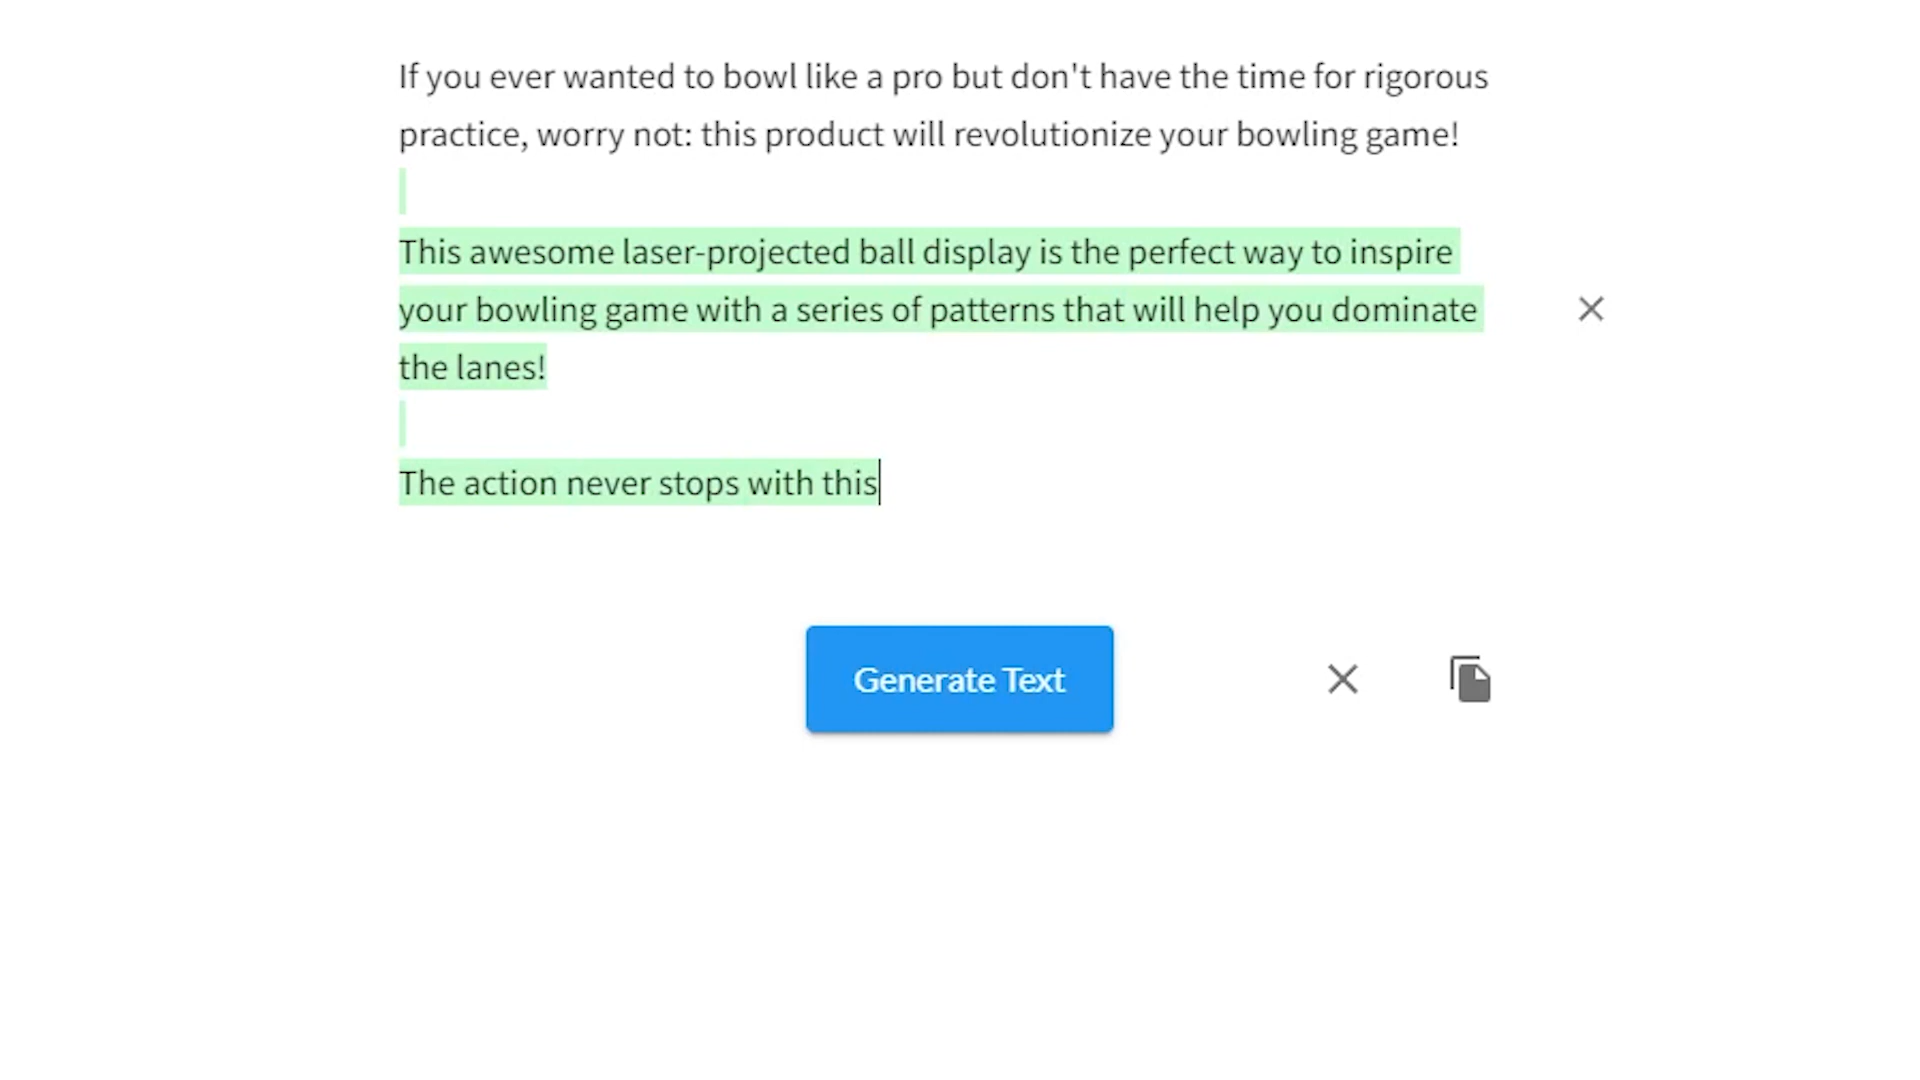 If you ever wanted to bowl like a pro but don't have the time for rigorous
practice, worry not: this product will revolutionize your bowling game!
This awesome laser-projected ball display is the perfect way to inspire
your bowling game with a series of patterns that will help you dominate
the lanes!
The action never stops with this
Generate Text